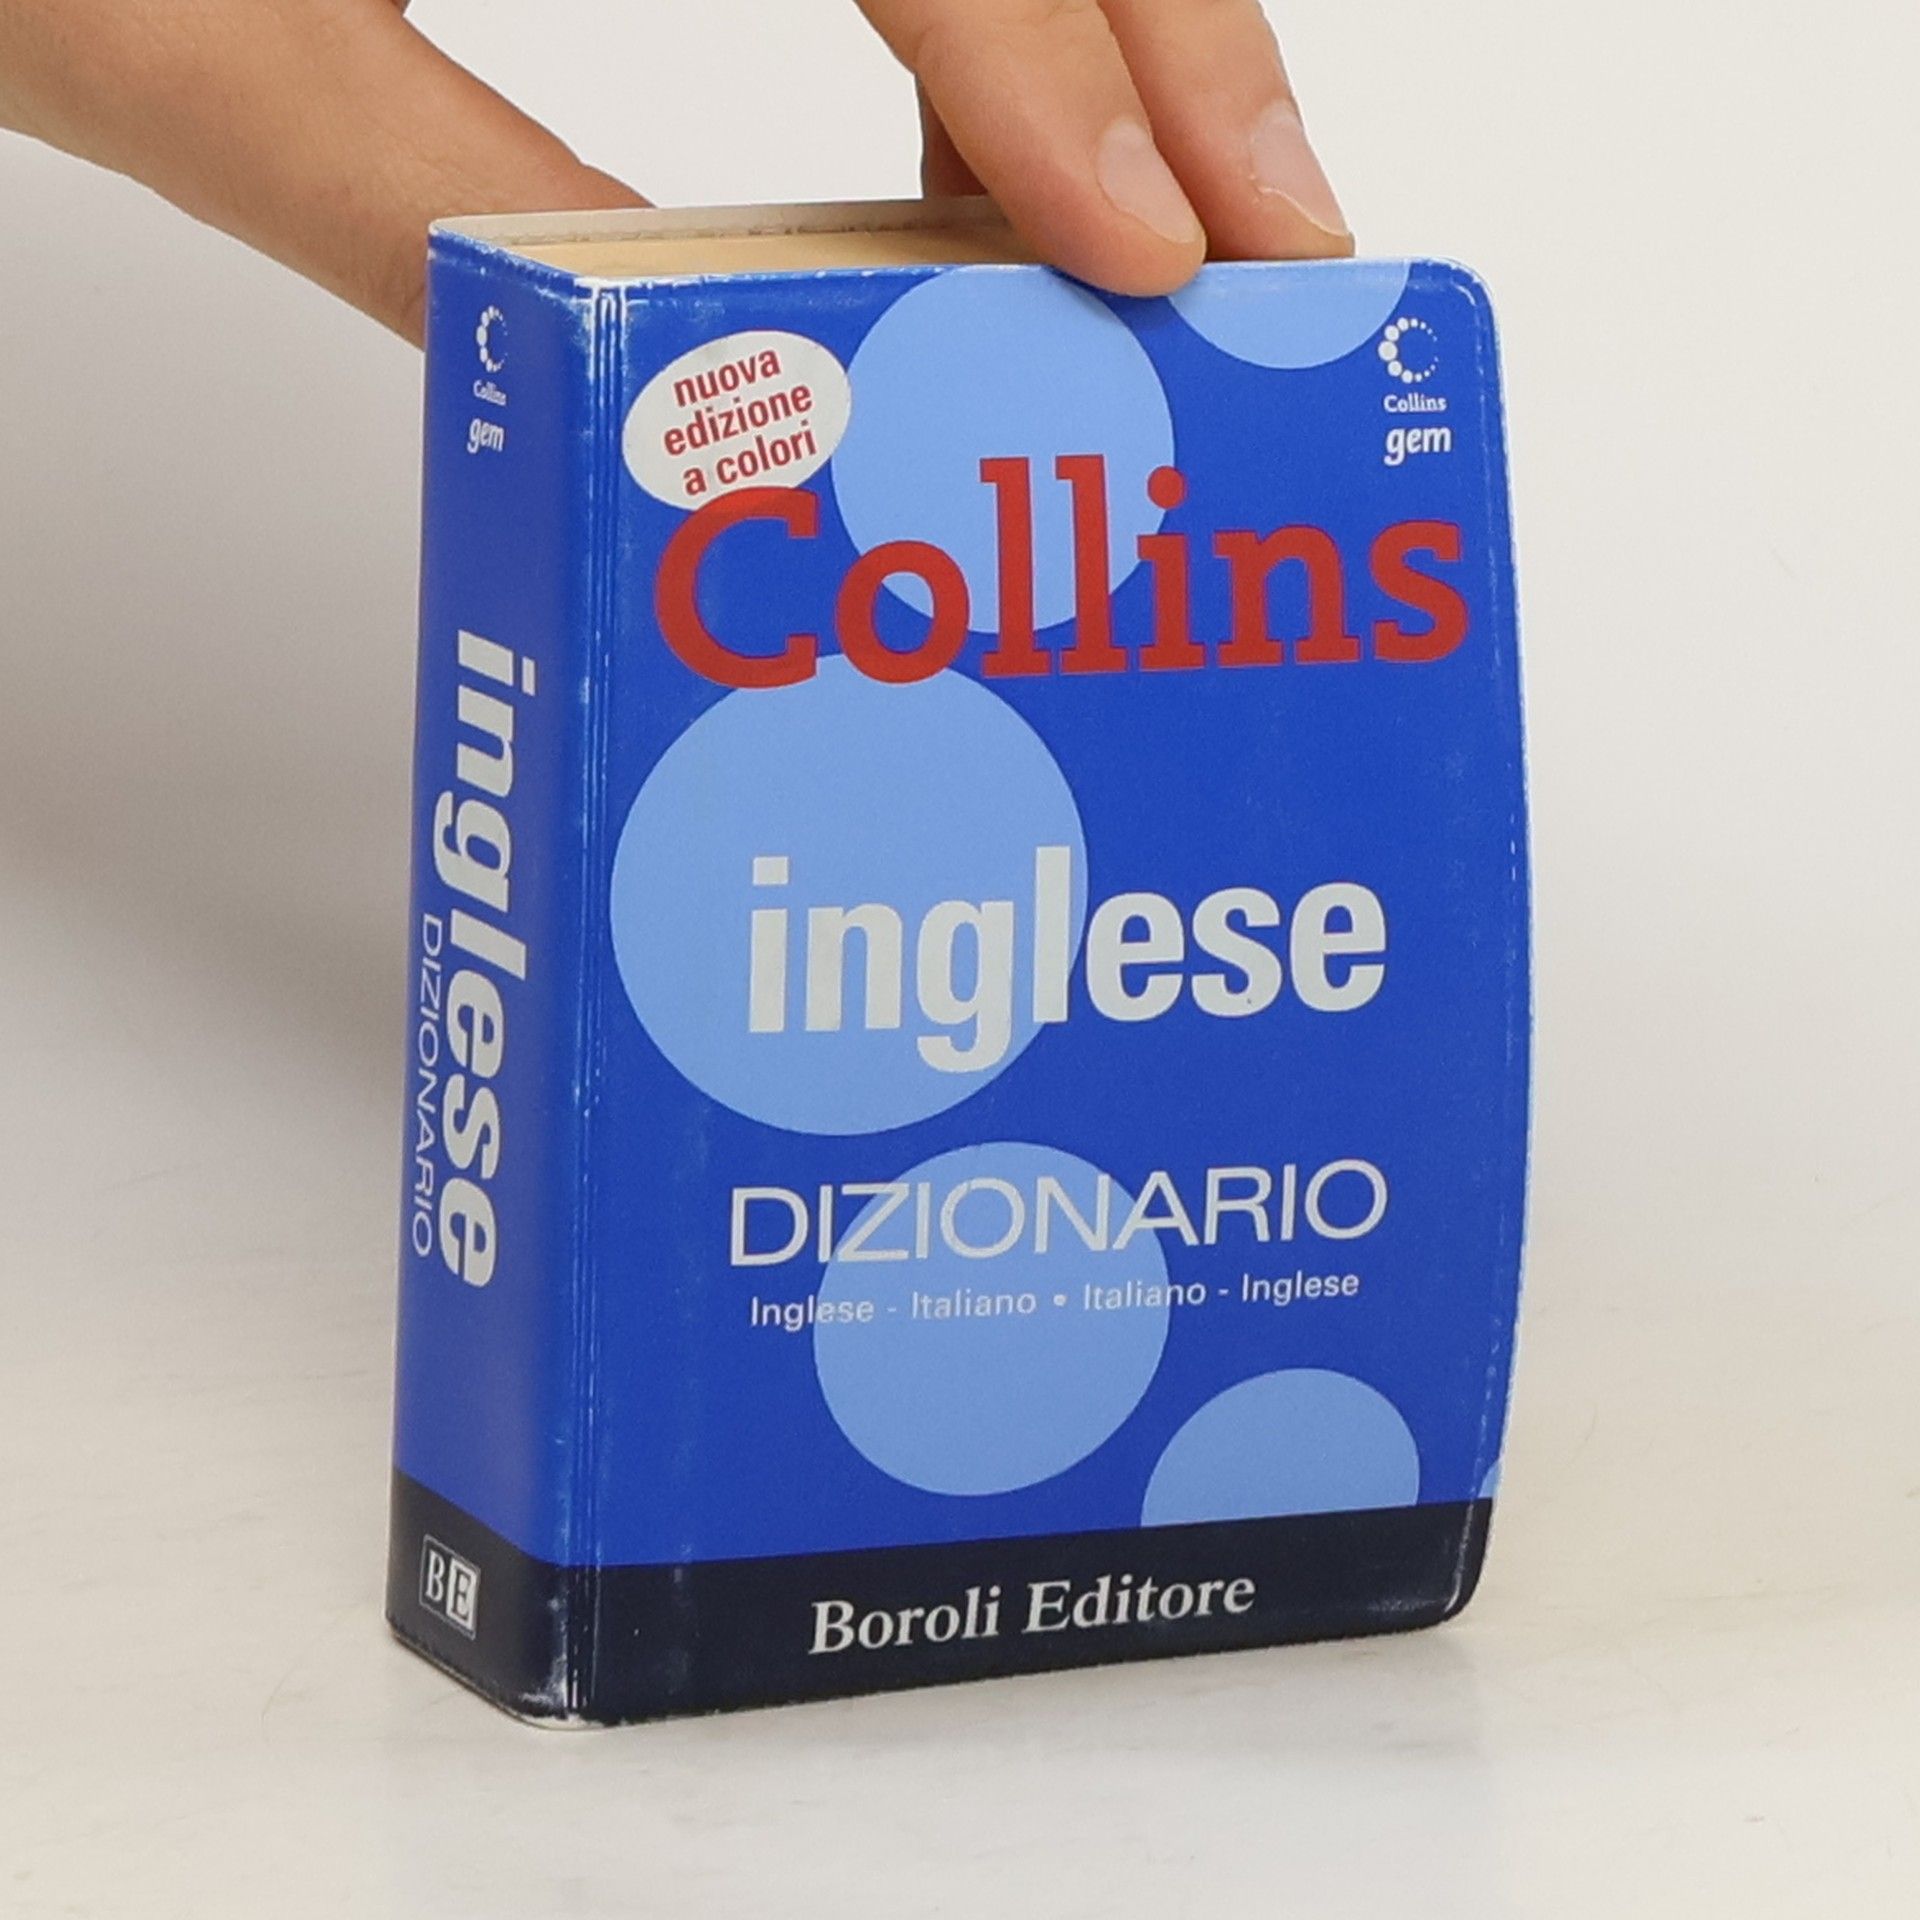 Collins
gem
inglese
DIZIONARIO
BE
nuova
edizione
a colori
Collins
gem
Collins
inglese
DIZIONARIO
Inglese - Italiano • Italiano - Inglese
Boroli Editore